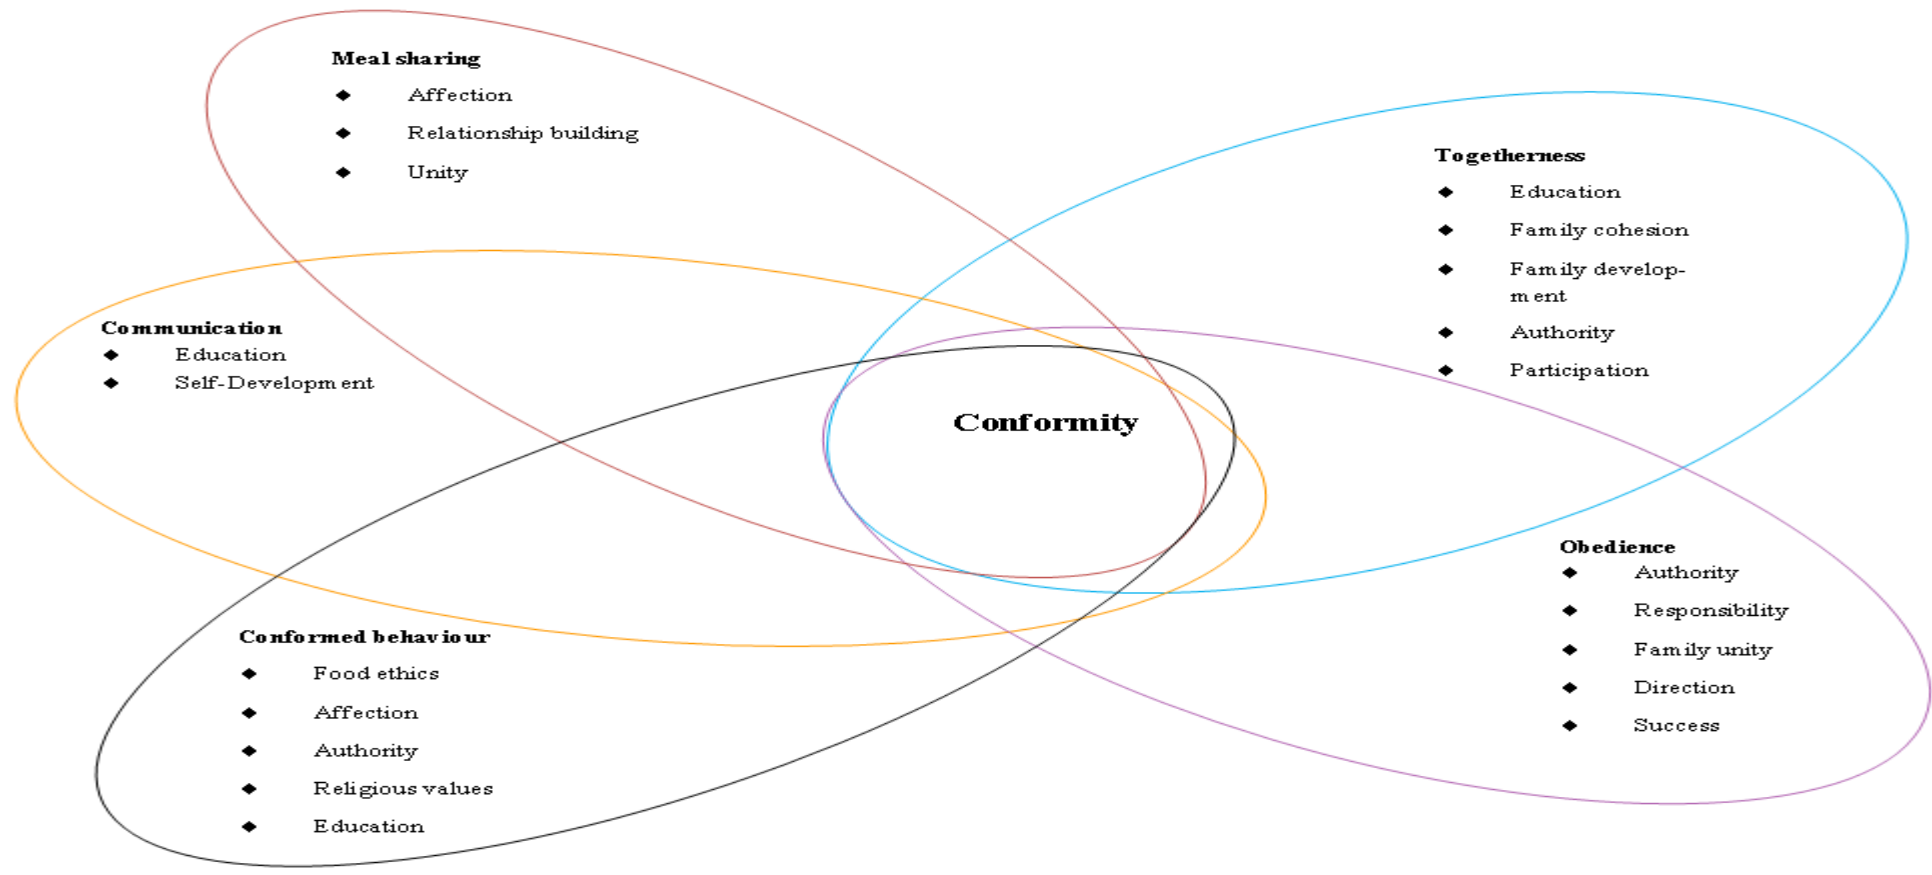 Meal sharing
Affection
Relationship building
Unity
Togetherness
Education
Family cohesion
Family develop-
ment
Authority
Participation
Communication
Education
Self-Development
Conformity
Obedience
Authority
Responsibility
Family unity
Direction
Success
Conformed behaviour
Food ethics
Affection
Authority
Religious values
Education